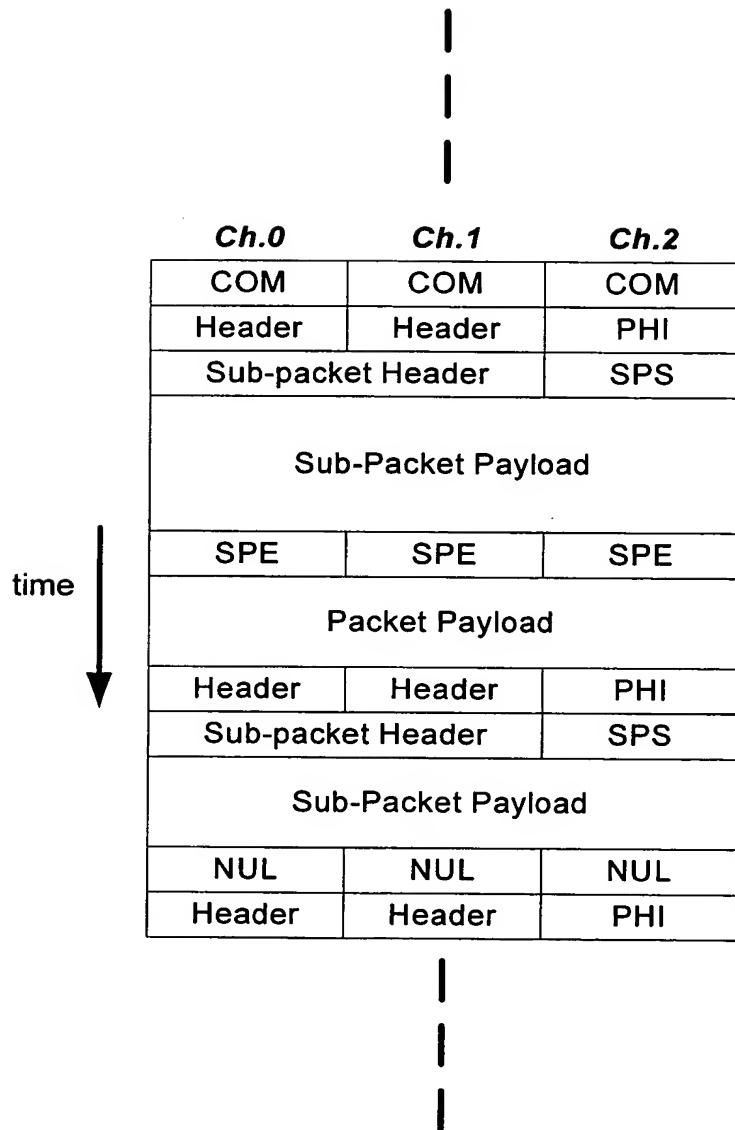 Ch.0 Ch.1 Ch.2
COM COM COM
Header Header PHI
Sub-packet Header SPS
Sub-Packet Payload
SPE SPE SPE
time
Packet Payload
Header Header PHI
Sub-packet Header SPS
Sub-Packet Payload
NUL NUL NUL
Header Header PHI